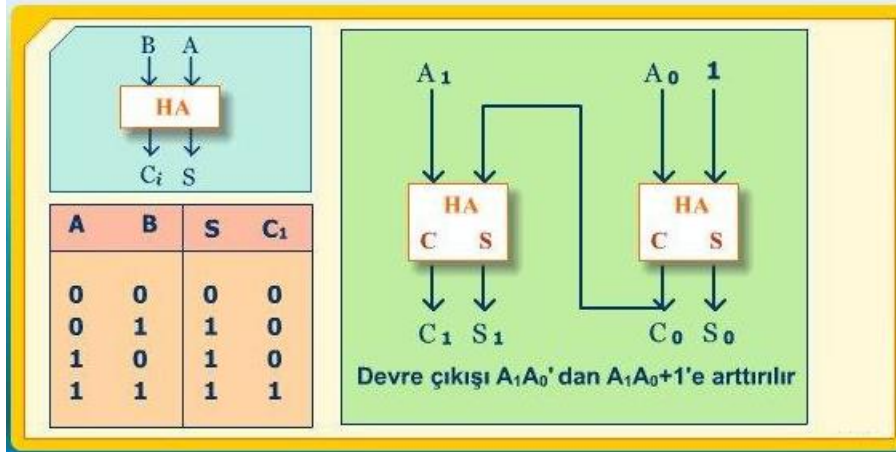 B A
HA
Ci S
A B S C1
0 0 0 0
0 1 1 0
1 0 1 0
1 1 1 1
A1 A0 1
HA HA
C S C S
C1 S1 C0 S0
Devre çıkışı A1A0' dan A1A0+1'e arttırılır